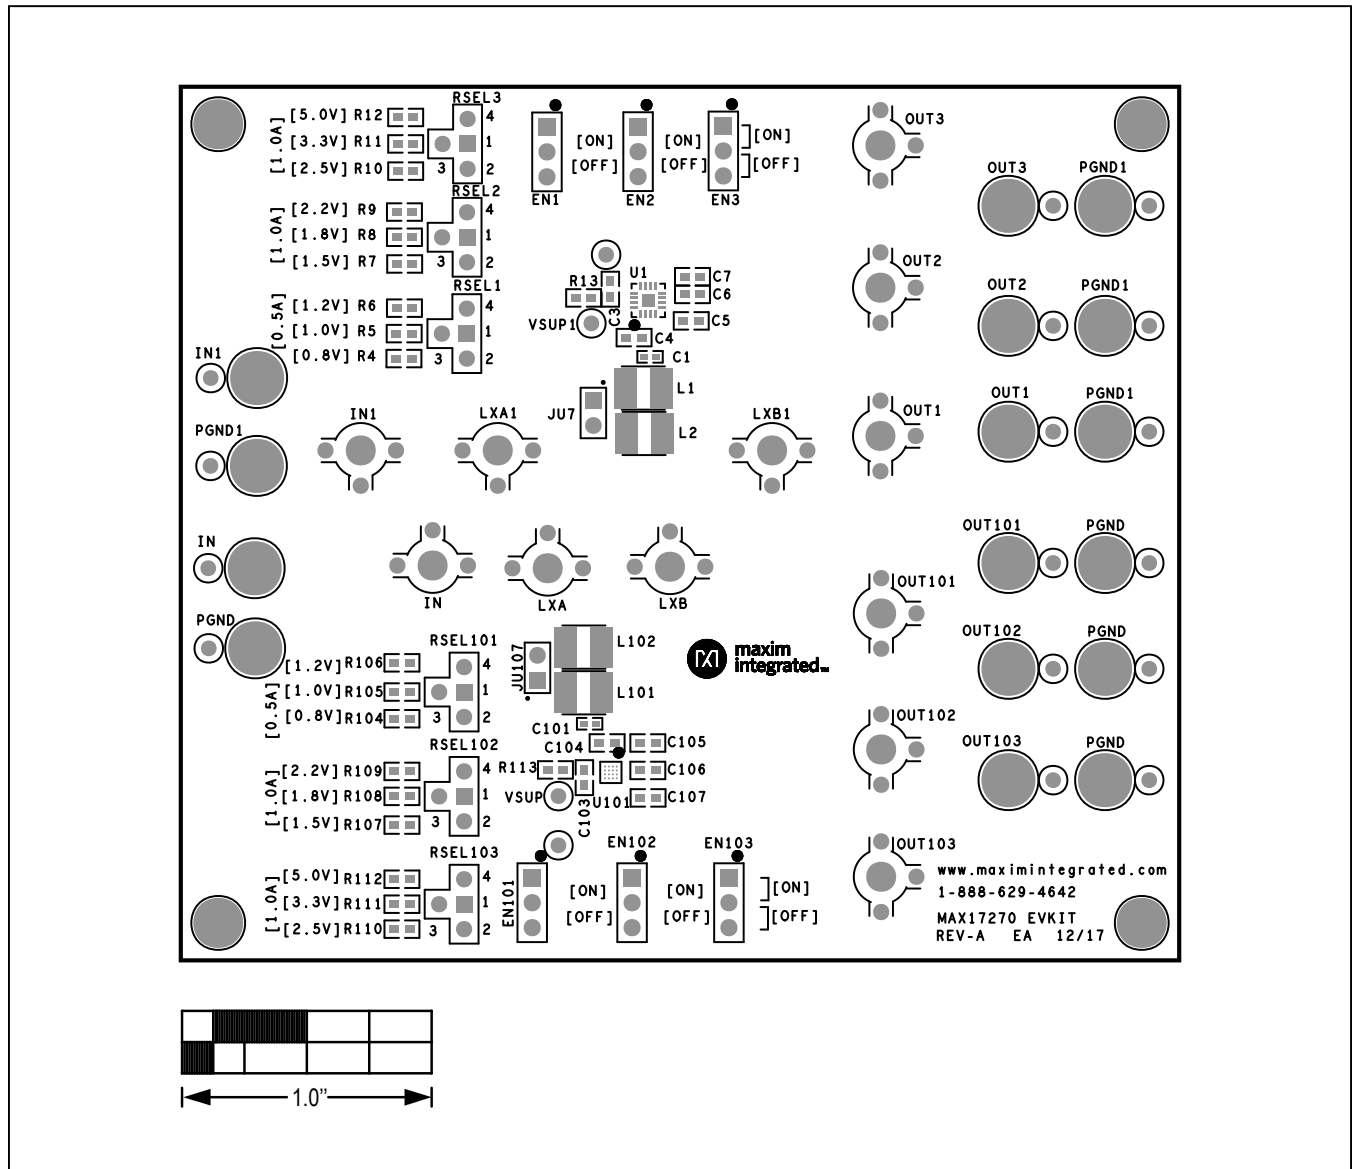 RSEL3
[5.0V] R12
[3.3V] R11
[2.5V] R10
[1.0A]
4
1
3 2
RSEL2
[2.2V] R9
[1.8V] R8
[1.5V] R7
[1.0A]
4
1
3 2
RSEL1
[1.2V] R6
[1.0V] R5
[0.8V] R4
[0.5A]
4
1
3 2
[ON] [ON] [ON]
[OFF] [OFF] [OFF]
EN1 EN2 EN3
OUT3
OUT3 PGND1
OUT2
OUT2 PGND1
OUT1
OUT1 PGND1
U1
R13
C3
C7
C6
C5
VSUP1
C4
C1
L1
JU7
L2
IN1
PGND1
IN1 LXA1 LXB1
IN
PGND
IN LXA LXB
OUT101 PGND
OUT101
OUT102 PGND
OUT102
OUT103 PGND
OUT103
RSEL101
[1.2V] R106
[1.0V] R105
[0.8V] R104
[0.5A]
4
1
3 2
RSEL102
[2.2V] R109
[1.8V] R108
[1.5V] R107
[1.0A]
4
1
3 2
RSEL103
[5.0V] R112
[3.3V] R111
[2.5V] R110
[1.0A]
4
1
3 2
JU107
L102
L101
maxim
integrated™
C101
C104
C105
R113
C106
VSUP
U101
C107
C103
EN101
EN102 EN103
[ON] [ON] [ON]
[OFF] [OFF] [OFF]
www.maximintegrated.com
1-888-629-4642
MAX17270 EVKIT
REV-A EA 12/17
1.0”